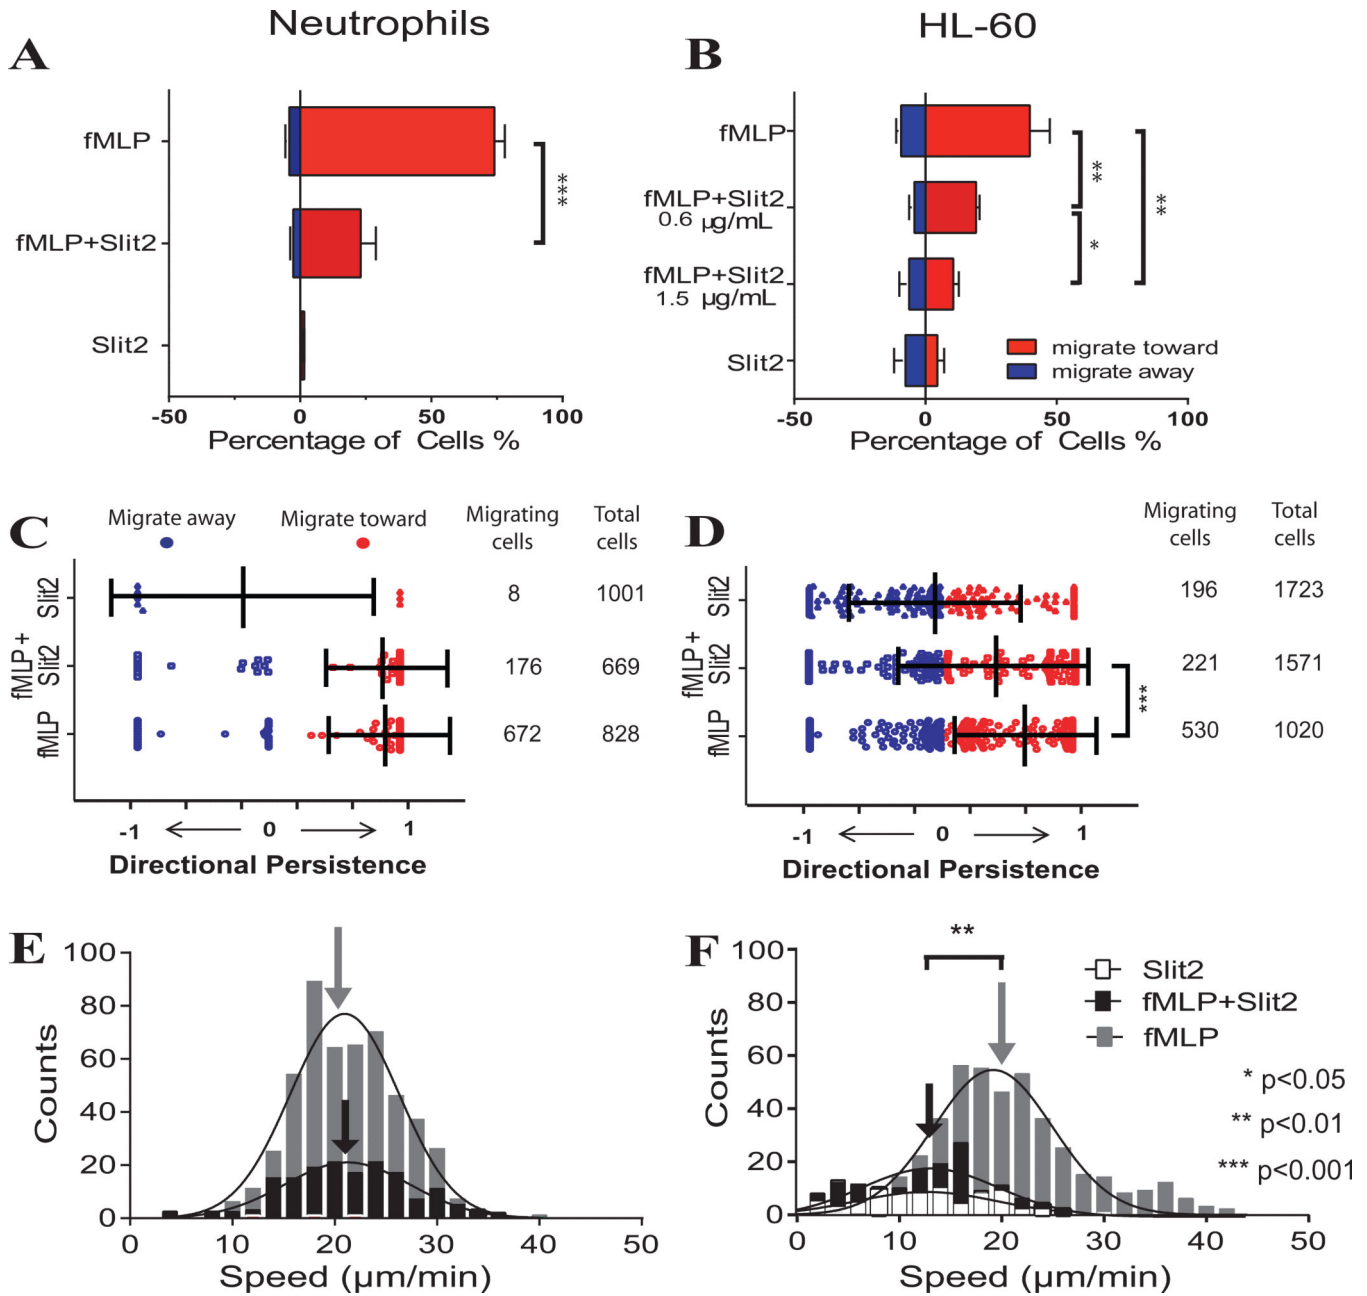 Neutrophils
HL-60
A
fMLP
fMLP+Slit2
Slit2
***
-50 0 50 100
Percentage of Cells %
B
fMLP
fMLP+Slit2
0.6 µg/mL
fMLP+Slit2
1.5 µg/mL
Slit2
**
*
**
migrate toward
migrate away
-50 0 50 100
Percentage of Cells %
C
Migrate away
Migrate toward
Migrating
cells
Total
cells
Slit2
8 1001
fMLP +
Slit2
176 669
fMLP
672 828
-1 0 1
Directional Persistence
D
Migrating
cells
Total
cells
Slit2
196 1723
fMLP +
Slit2
221 1571
fMLP
530 1020
***
-1 0 1
Directional Persistence
E
Counts
100
80
60
40
20
0
0 10 20 30 40 50
Speed (µm/min)
F
Counts
100
80
60
40
20
0
**
Slit2
fMLP+Slit2
fMLP
* p<0.05
** p<0.01
*** p<0.001
0 10 20 30 40 50
Speed (µm/min)